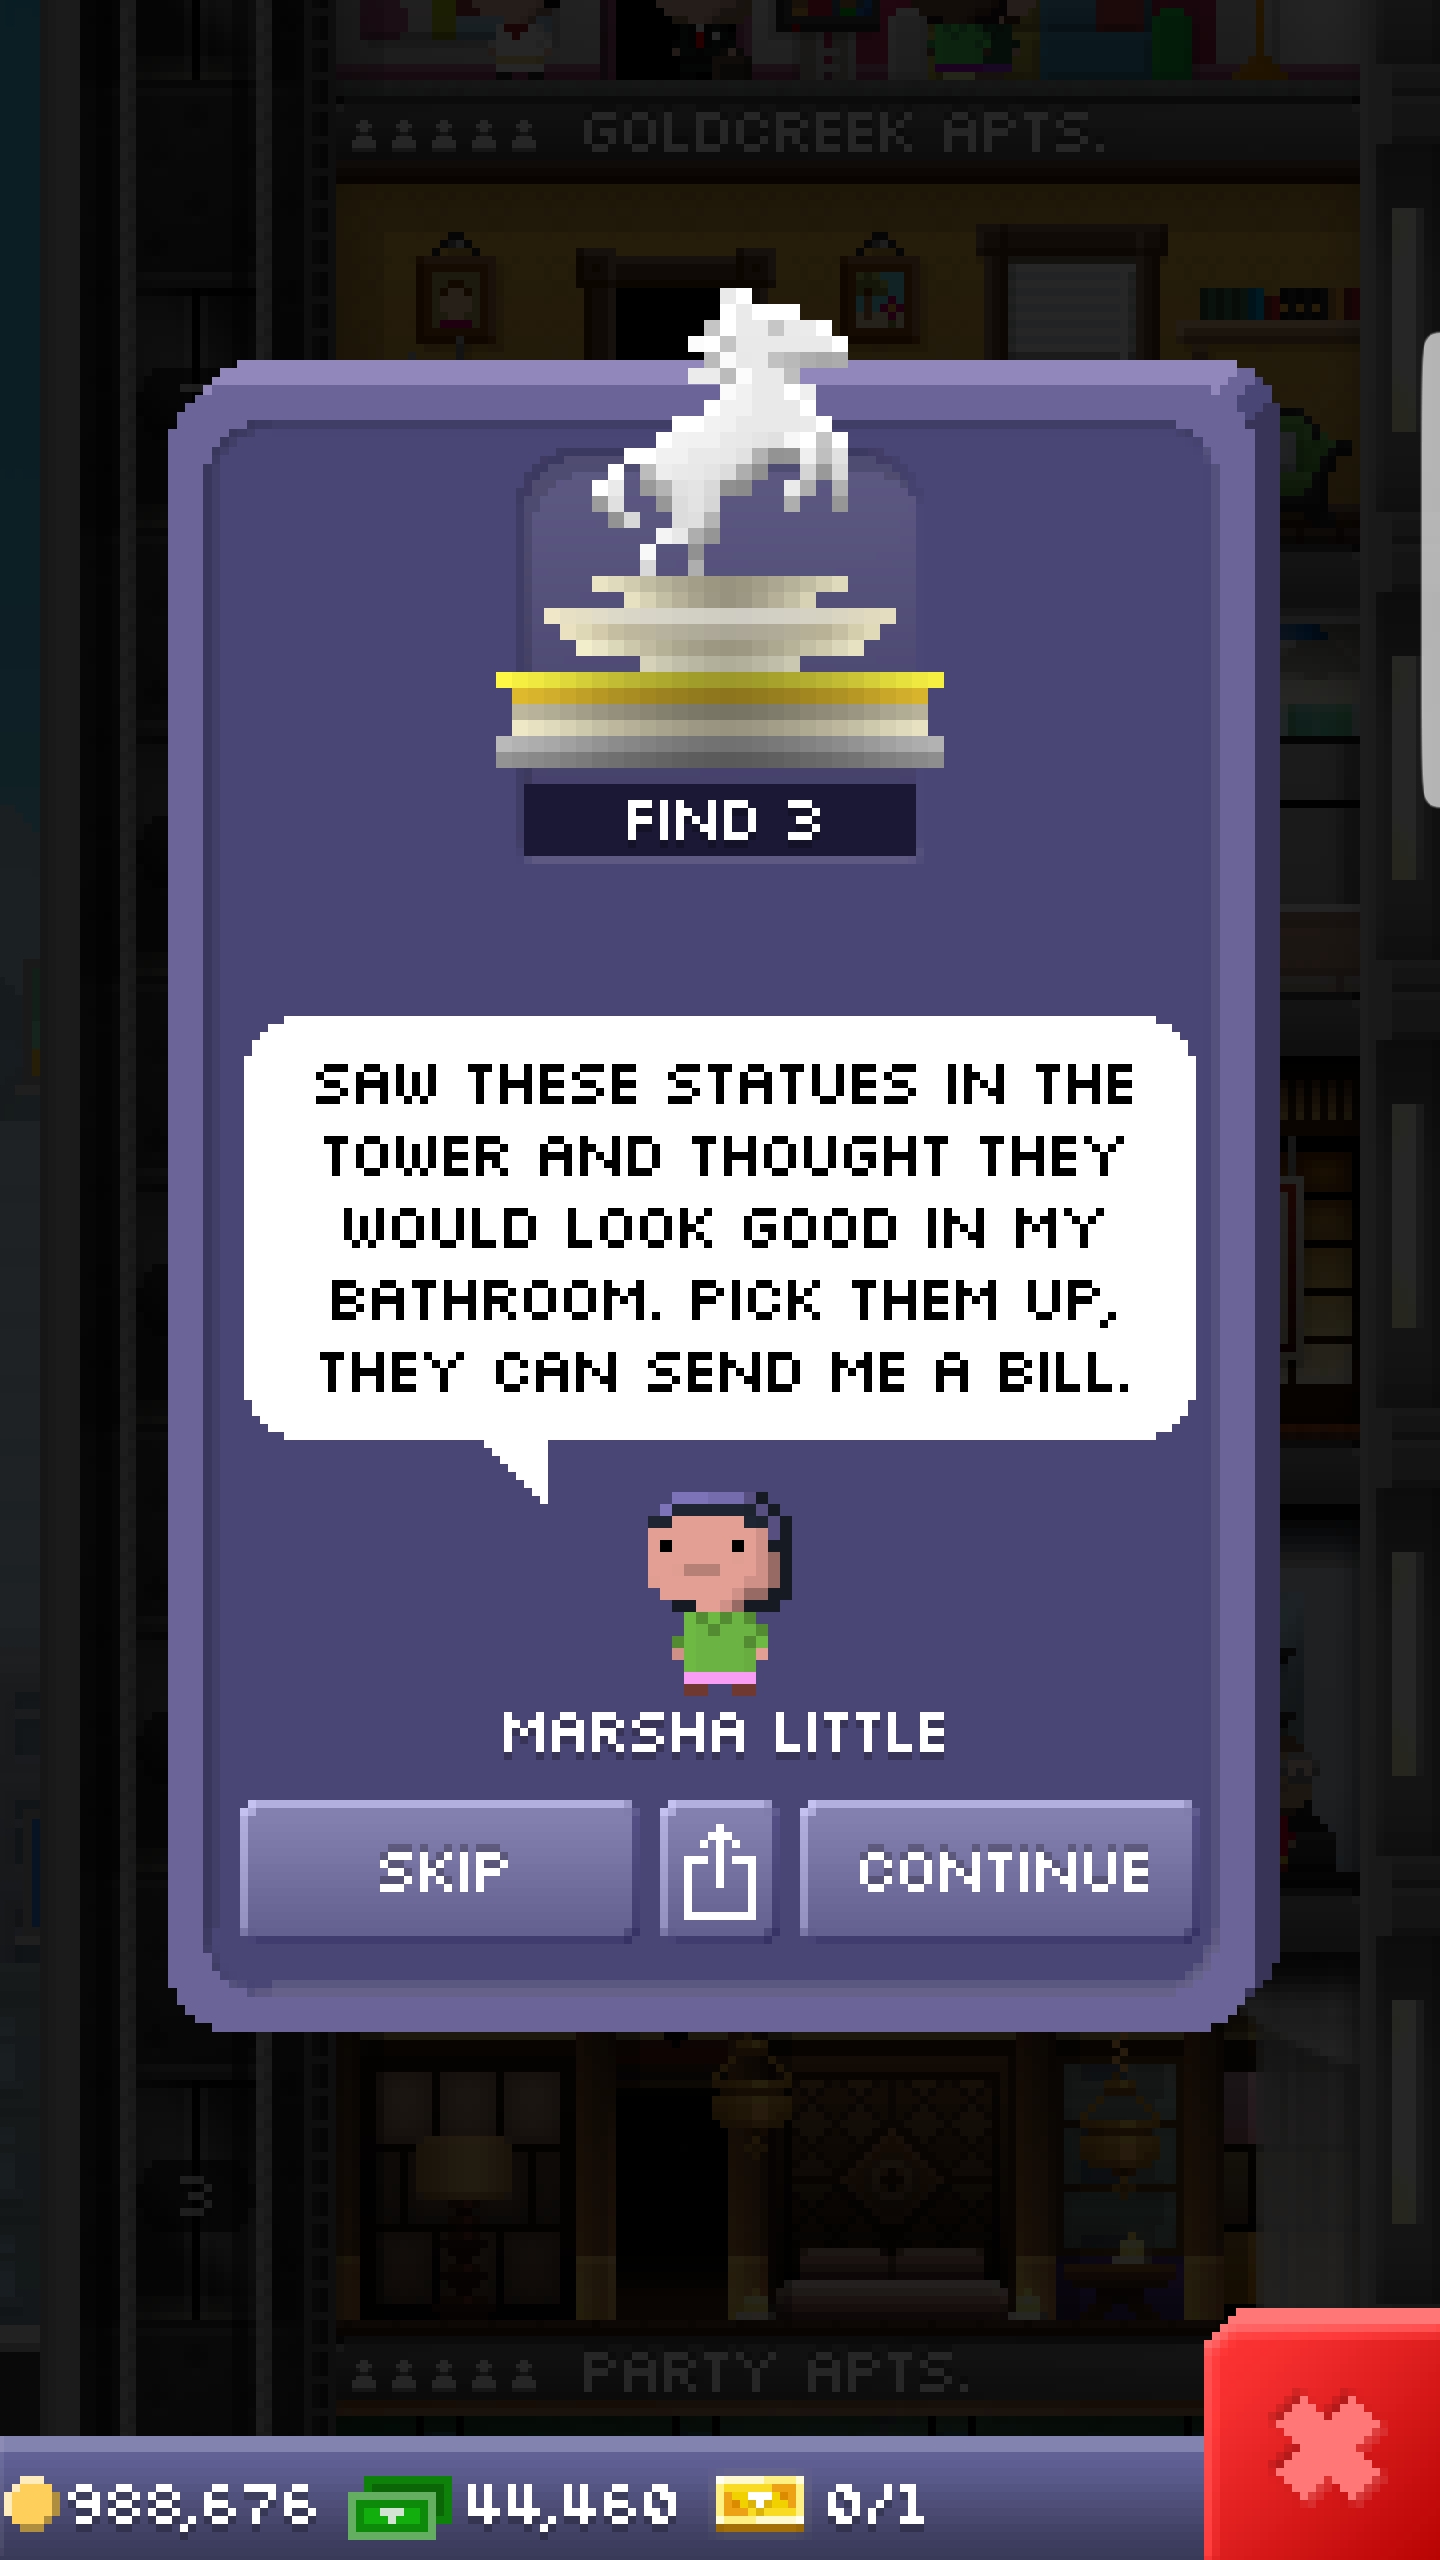 GOLDCREEK APTS.
FIND 3
SAW THESE STATUES IN THE
TOWER AND THOUGHT THEY
WOULD LOOK GOOD IN MY
BATHROOM. PICK THEM UP,
THEY CAN SEND ME A BILL.
MARSHA LITTLE
SKIP
CONTINUE
3
PARTY APTS.
988,676
44,460
0/1